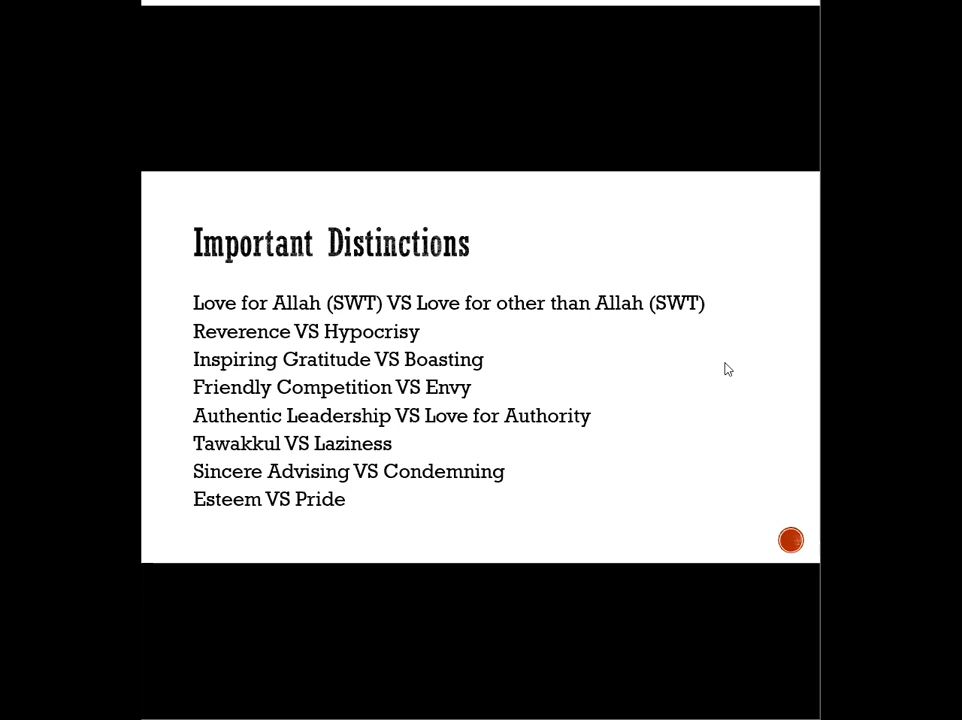 Important Distinctions
Love for Allah (SWT) VS Love for other than Allah (SWT)
Reverence VS Hypocrisy
Inspiring Gratitude VS Boasting
Friendly Competition VS Envy
Authentic Leadership VS Love for Authority
Tawakkul VS Laziness
Sincere Advising VS Condemning
Esteem VS Pride